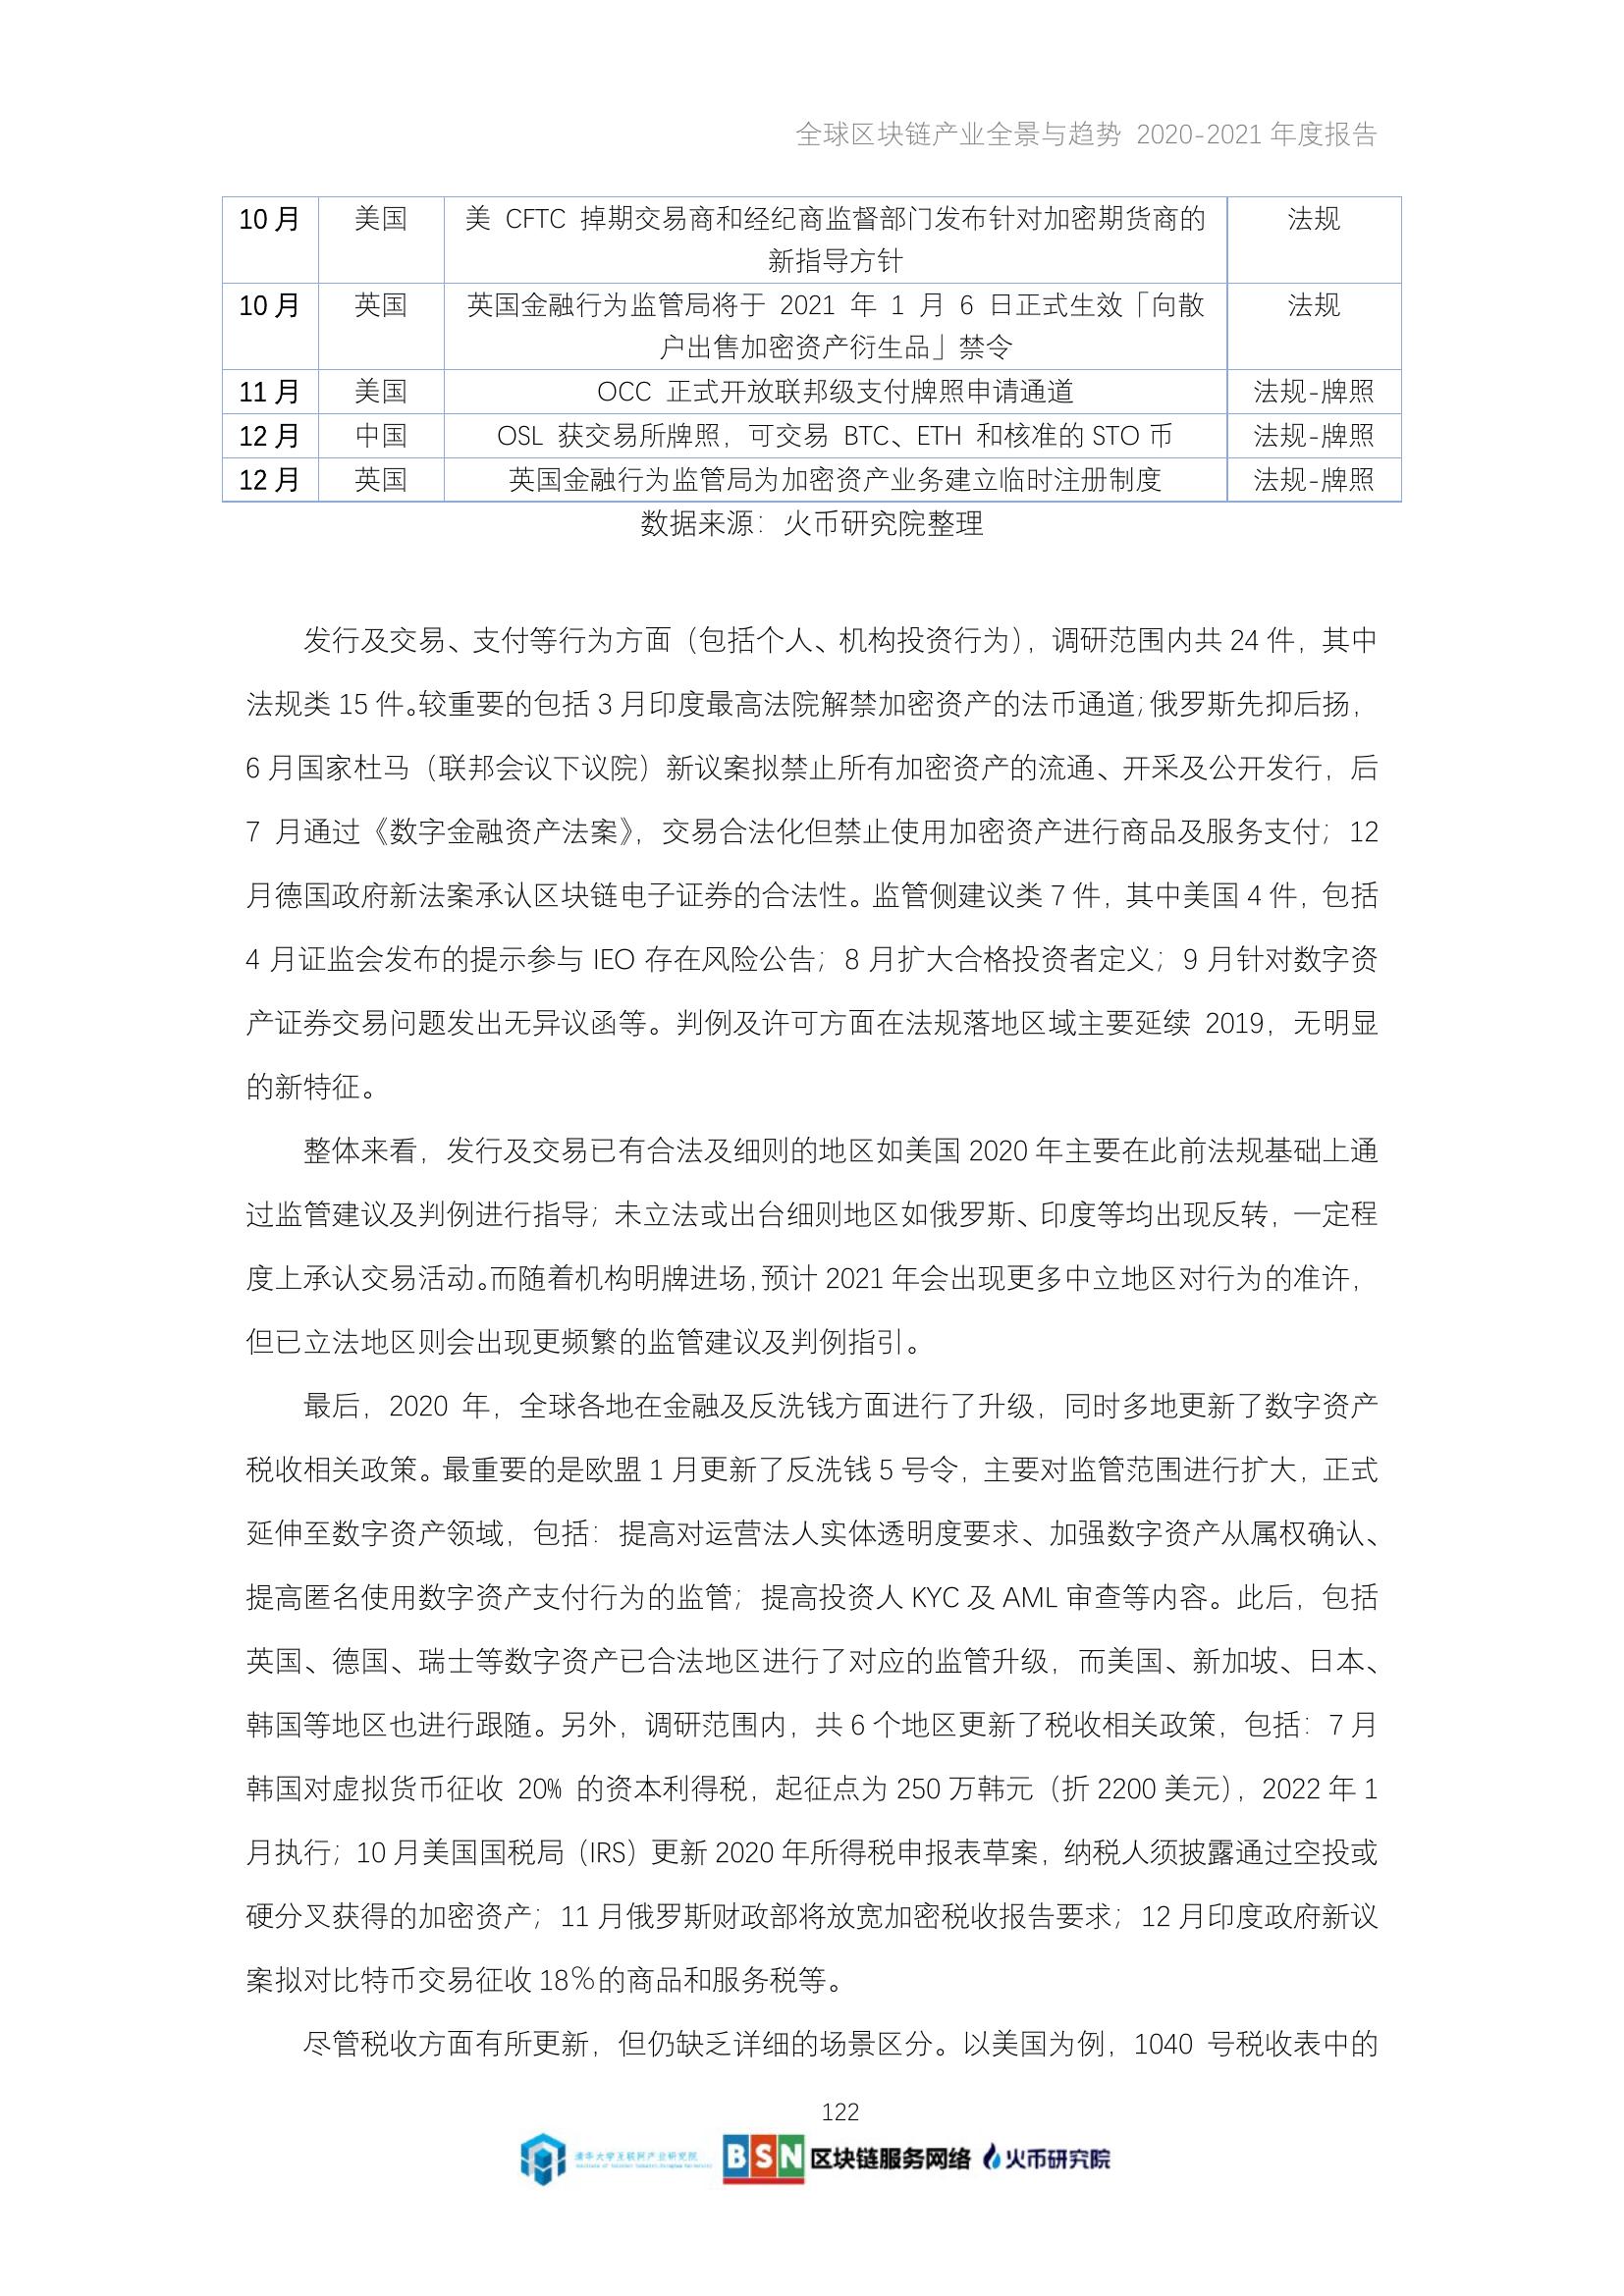 全球区块链产业全景与趋势 2020-2021 年度报告
10 月 美国 美 CFTC 掉期交易商和经纪商监督部门发布针对加密期货商的 法规
新指导方针
10 月 英国 英国金融行为监管局将于 2021 年 1 月 6 日正式生效「向散 法规
户出售加密资产衍生品」禁令
11 月 美国 OCC 正式开放联邦级支付牌照申请通道 法规-牌照
12 月 中国 OSL 获交易所牌照，可交易 BTC、ETH 和核准的 STO 币 法规-牌照
12 月 英国 英国金融行为监管局为加密资产业务建立临时注册制度 法规-牌照
数据来源：火币研究院整理
发行及交易、支付等行为方面（包括个人、机构投资行为），调研范围内共 24 件，其中
法规类 15 件。较重要的包括 3 月印度最高法院解禁加密资产的法币通道；俄罗斯先抑后扬，
6 月国家杜马（联邦会议下议院）新议案拟禁止所有加密资产的流通、开采及公开发行，后
7 月通过《数字金融资产法案》，交易合法化但禁止使用加密资产进行商品及服务支付；12
月德国政府新法案承认区块链电子证券的合法性。监管侧建议类 7 件，其中美国 4 件，包括
4 月证监会发布的提示参与 IEO 存在风险公告；8 月扩大合格投资者定义；9 月针对数字资
产证券交易问题发出无异议函等。判例及许可方面在法规落地区域主要延续 2019，无明显
的新特征。
整体来看，发行及交易已有合法及细则的地区如美国 2020 年主要在此前法规基础上通
过监管建议及判例进行指导；未立法或出台细则地区如俄罗斯、印度等均出现反转，一定程
度上承认交易活动。而随着机构明牌进场，预计 2021 年会出现更多中立地区对行为的准许，
但已立法地区则会出现更频繁的监管建议及判例指引。
最后，2020 年，全球各地在金融及反洗钱方面进行了升级，同时多地更新了数字资产
税收相关政策。最重要的是欧盟 1 月更新了反洗钱 5 号令，主要对监管范围进行扩大，正式
延伸至数字资产领域，包括：提高对运营法人实体透明度要求、加强数字资产从属权确认、
提高匿名使用数字资产支付行为的监管；提高投资人 KYC 及 AML 审查等内容。此后，包括
英国、德国、瑞士等数字资产已合法地区进行了对应的监管升级，而美国、新加坡、日本、
韩国等地区也进行跟随。另外，调研范围内，共 6 个地区更新了税收相关政策，包括：7 月
韩国对虚拟货币征收 20% 的资本利得税，起征点为 250 万韩元（折 2200 美元），2022 年 1
月执行；10 月美国国税局（IRS）更新 2020 年所得税申报表草案，纳税人须披露通过空投或
硬分叉获得的加密资产；11 月俄罗斯财政部将放宽加密税收报告要求；12 月印度政府新议
案拟对比特币交易征收 18％的商品和服务税等。
尽管税收方面有所更新，但仍缺乏详细的场景区分。以美国为例，1040 号税收表中的
122
清华大学互联网产业研究院 BSN 区块链服务网络 火币研究院